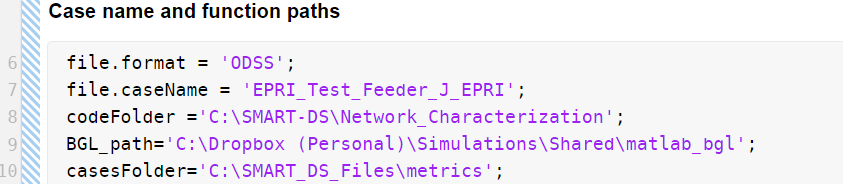 Case name and function paths
6 file.format = 'ODSS';
7 file.caseName = 'EPRI_Test_Feeder_J_EPRI';
8 codeFolder ='C:\SMART-DS\Network_Characterization';
9 BGL_path='C:\Dropbox (Personal)\Simulations\Shared\matlab_bgl';
10 casesFolder='C:\SMART_DS_Files\metrics';